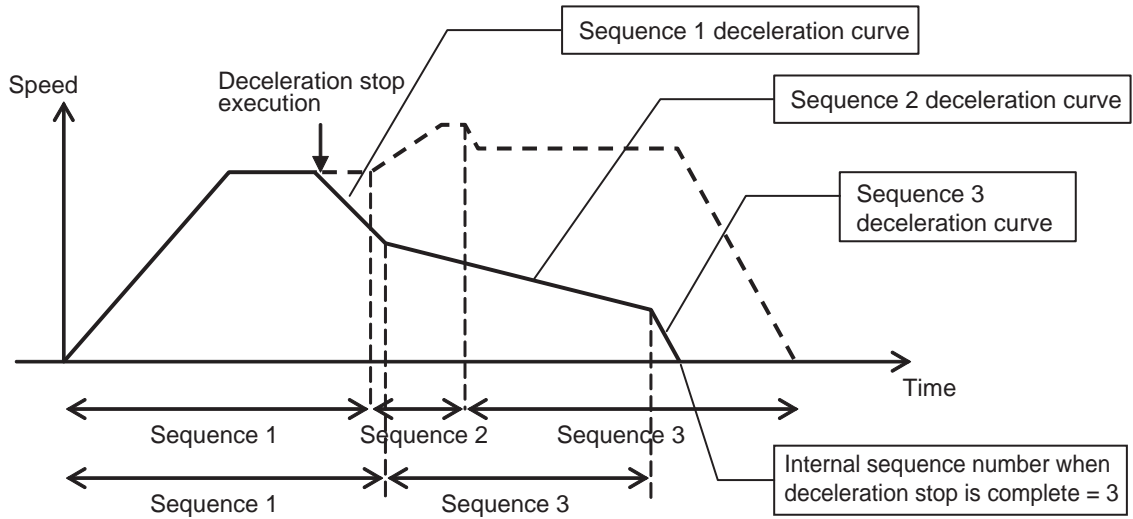 Sequence 1 deceleration curve
Deceleration stop
execution
Speed
Sequence 2 deceleration curve
Sequence 3
deceleration curve
Time
Sequence 1
Sequence 2
Sequence 3
Sequence 1
Sequence 3
Internal sequence number when
deceleration stop is complete = 3